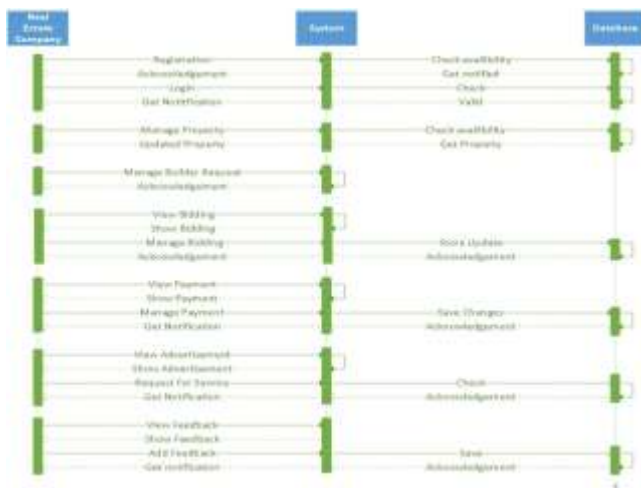 Real
Estate
Company
System
Database
Registration
Check availibility
Acknowledgement
Get notified
Login
Check
Get Notification
Valid
Manage Property
Check availibility
Updated Property
Get Property
Manage Builder Request
Acknowledgement
View Bidding
Show Bidding
Manage Bidding
Store Update
Acknowledgement
Acknowledgement
View Payment
Show Payment
Manage Payment
Save Changes
Get Notification
Acknowledgement
View Advertisement
Show Advertisement
Request For Service
Check
Get Notification
Acknowledgement
View Feedback
Show Feedback
Add Feedback
Save
Get notification
Acknowledgement